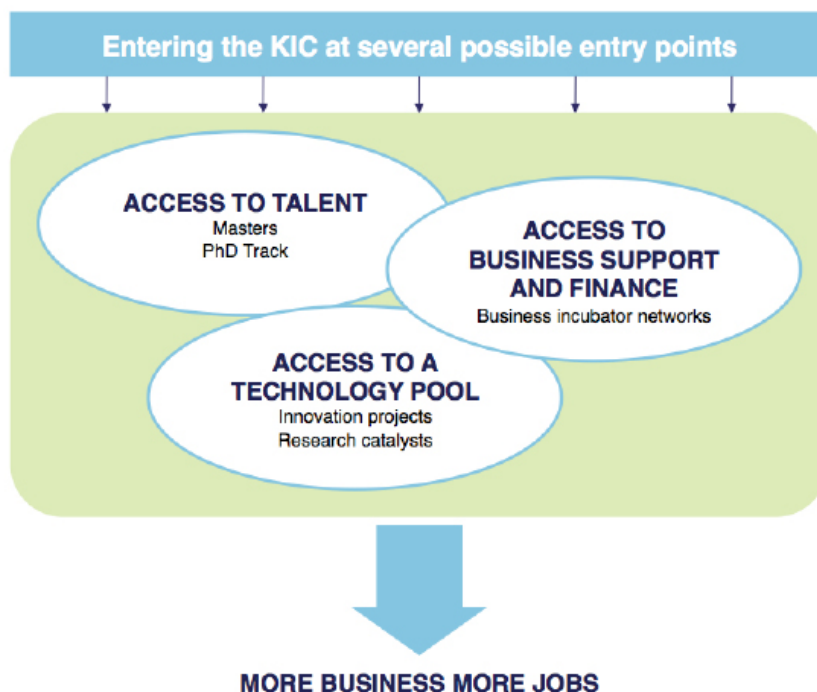 Entering the KIC at several possible entry points
ACCESS TO TALENT
Masters
PhD Track
ACCESS TO
BUSINESS SUPPORT
AND FINANCE
Business incubator networks
ACCESS TO A
TECHNOLOGY POOL
Innovation projects
Research catalysts
MORE BUSINESS MORE JOBS